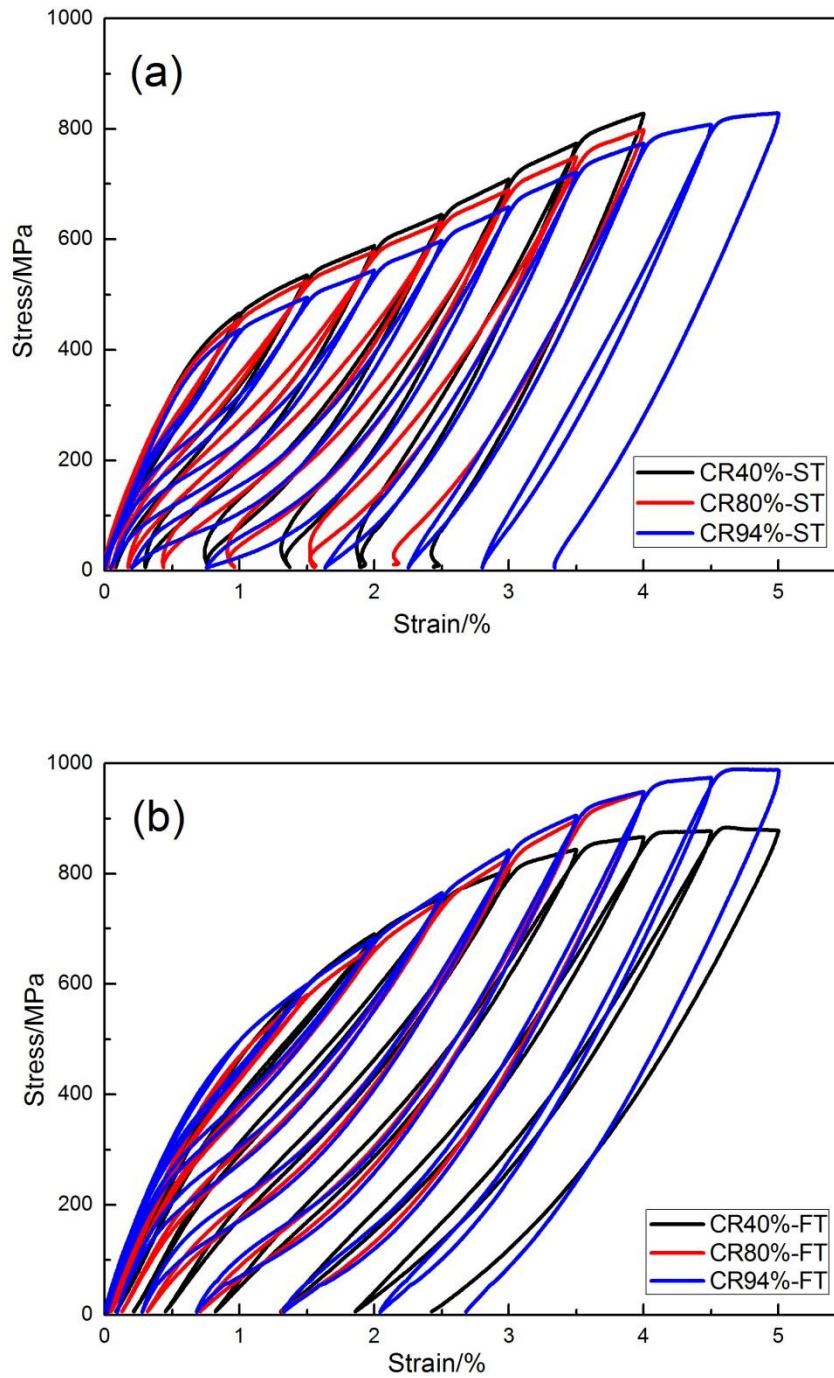 1000
(a)
800
600
400
200
0
Stress/MPa
CR40%-ST
CR80%-ST
CR94%-ST
0 1 2 3 4 5
Strain/%
1000
(b)
800
600
400
200
0
Stress/MPa
CR40%-FT
CR80%-FT
CR94%-FT
0 1 2 3 4 5
Strain/%